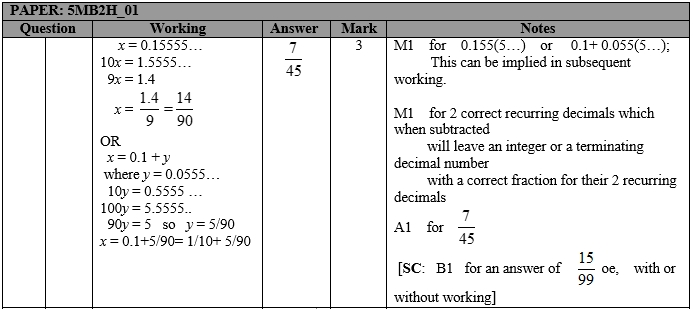 PAPER: 5MB2H_01
Question Working Answer Mark Notes
x = 0.15555…
10x = 1.5555…
9x = 1.4
x = 1.4/9 = 14/90
OR
x = 0.1 + y
where y = 0.0555…
10y = 0.5555 …
100y = 5.5555..
90y = 5 so y = 5/90
x = 0.1+5/90= 1/10+ 5/90
7/45
3
M1 for 0.155(5…) or 0.1+ 0.055(5…);
This can be implied in subsequent
working.
M1 for 2 correct recurring decimals which
when subtracted
will leave an integer or a terminating
decimal number
with a correct fraction for their 2 recurring
decimals
A1 for 7/45
[SC: B1 for an answer of 15/99 oe, with or
without working]